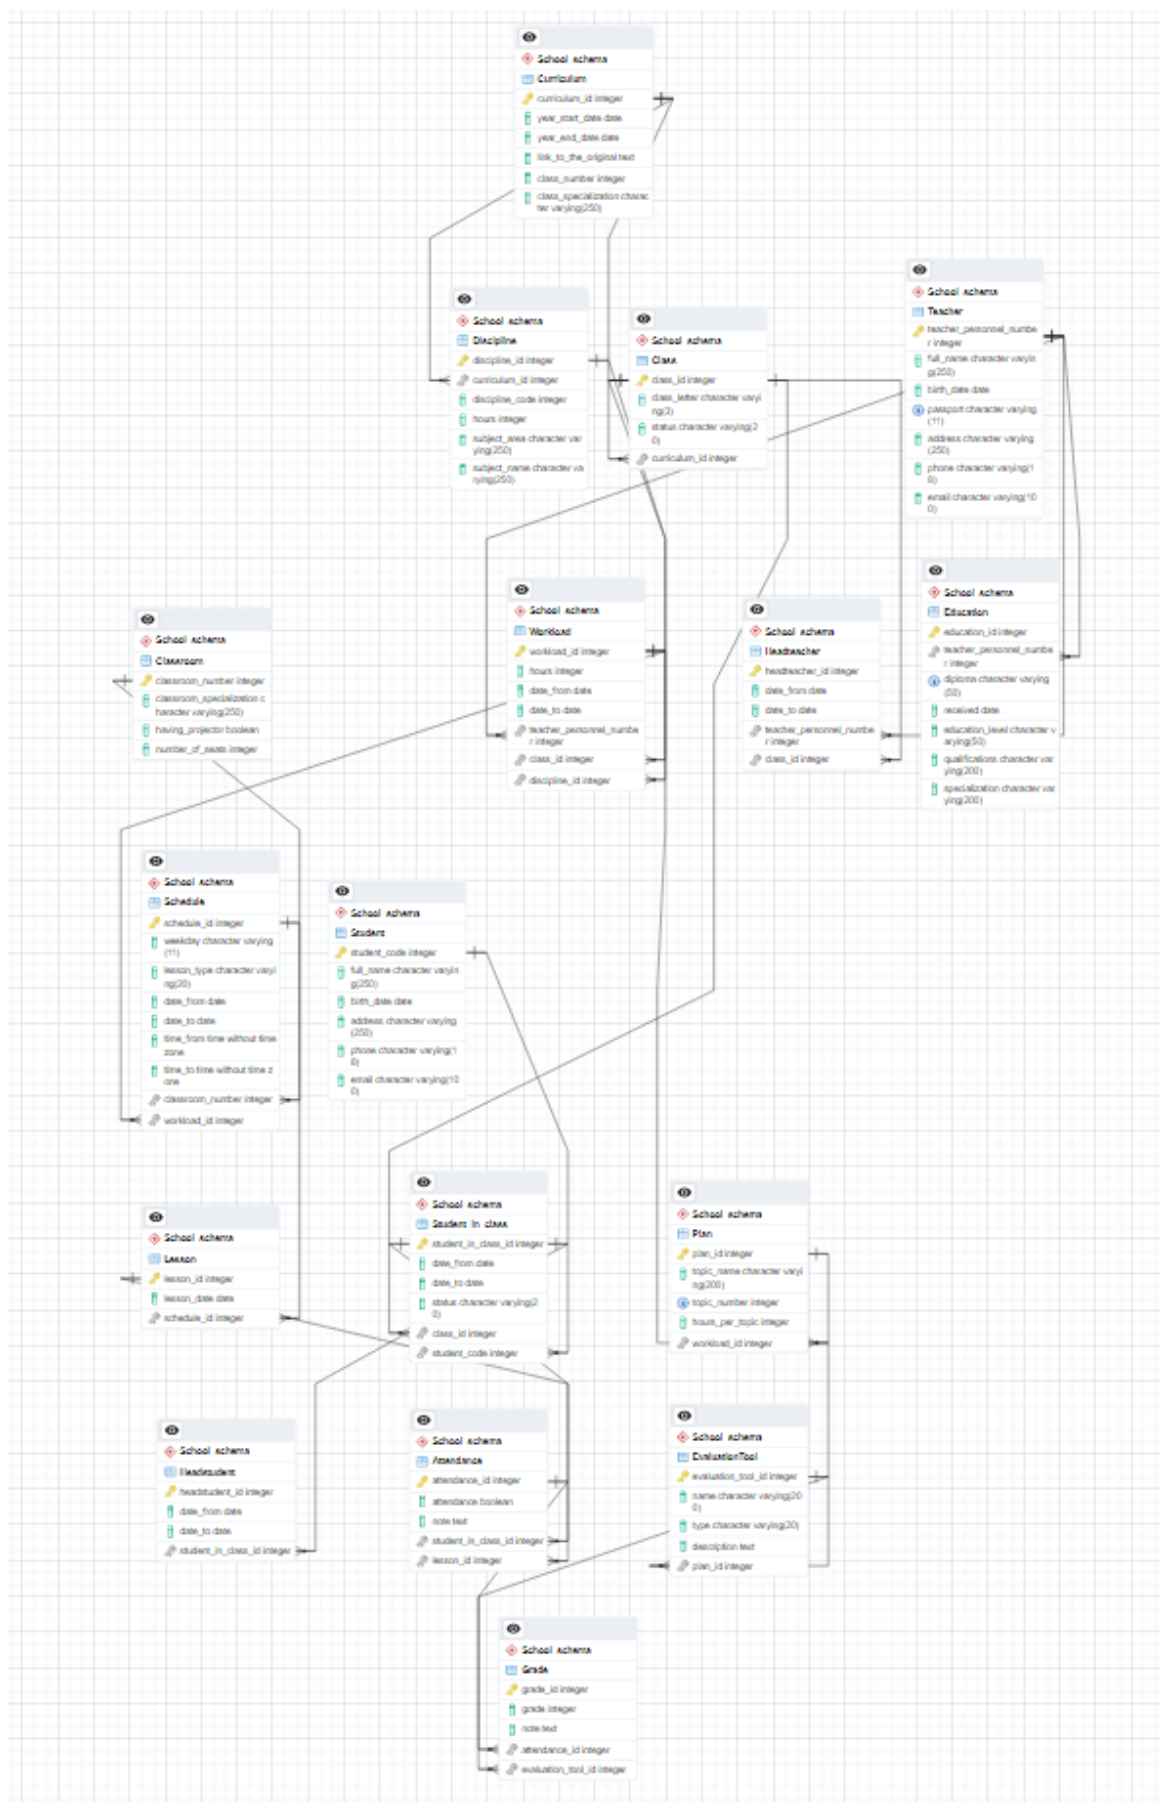 School schema
Curriculum
curriculum_id integer
year_start_date date
year_end_date date
link_to_the_original text
class_number integer
class_specialization charac
ter varying(250)
School schema
Discipline
discipline_id integer
curriculum_id integer
discipline_code integer
hours integer
subject_area character var
ying(250)
subject_name character va
rying(250)
School schema
Class
class_id integer
class_letter character varyi
ng(3)
status character varying(2
0)
curriculum_id integer
School schema
Teacher
teacher_personnel_numbe
r integer
full_name character varyin
g(250)
birth_date date
passport character varying
(11)
address character varying
(250)
phone character varying(1
8)
email character varying(10
0)
School schema
Classroom
classroom_number integer
classroom_specialization c
haracter varying(250)
having_projector boolean
number_of_seats integer
School schema
Workload
workload_id integer
hours integer
date_from date
date_to date
teacher_personnel_numbe
r integer
class_id integer
discipline_id integer
School schema
Headteacher
headteacher_id integer
date_from date
date_to date
teacher_personnel_numbe
r integer
class_id integer
School schema
Education
education_id integer
teacher_personnel_numbe
r integer
diploma character varying
(50)
received date
education_level character v
arying(50)
qualifications character var
ying(200)
specialization character var
ying(200)
School schema
Schedule
schedule_id integer
weekday character varying
(11)
lesson_type character varyi
ng(20)
date_from date
date_to date
time_from time without time
zone
time_to time without time z
one
classroom_number integer
workload_id integer
School schema
Student
student_code integer
full_name character varyin
g(250)
birth_date date
address character varying
(250)
phone character varying(1
8)
email character varying(10
0)
School schema
Lesson
lesson_id integer
lesson_date date
schedule_id integer
School schema
Student_in_class
student_in_class_id integer
date_from date
date_to date
status character varying(2
0)
class_id integer
student_code integer
School schema
Plan
plan_id integer
topic_name character varyi
ng(200)
topic_number integer
hours_per_topic integer
workload_id integer
School schema
Headstudent
headstudent_id integer
date_from date
date_to date
student_in_class_id integer
School schema
Attendance
attendance_id integer
attendance boolean
note text
student_in_class_id integer
lesson_id integer
School schema
EvaluationTool
evaluation_tool_id integer
name character varying(20
0)
type character varying(20)
description text
plan_id integer
School schema
Grade
grade_id integer
grade integer
note text
attendance_id integer
evaluation_tool_id integer